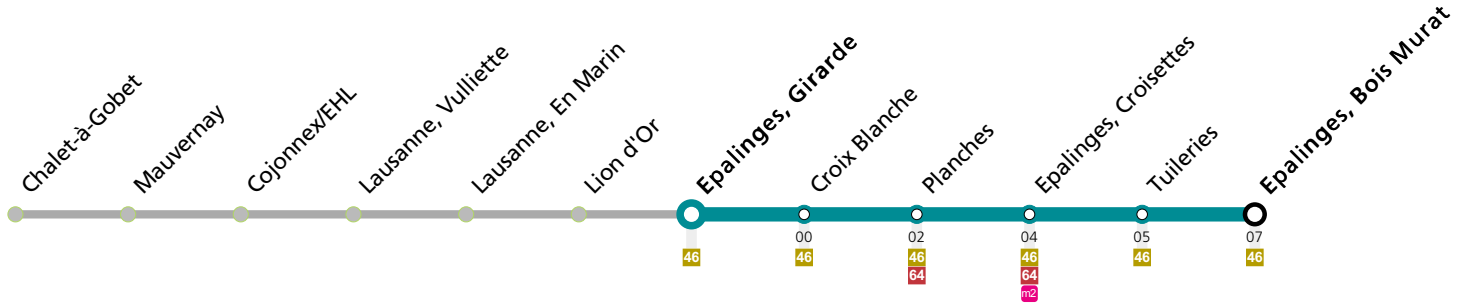 Chalet-à-Gobet
Mauvernay
Cojonnex/EHL
Lausanne, Vulliette
Lausanne, En Marin
Lion d'Or
Epalinges, Girarde
Croix Blanche
Planches
Epalinges, Croisettes
Tuileries
Epalinges, Bois Murat
00 02 04 05 07
46 46 46 46 46 46
64 64
m2